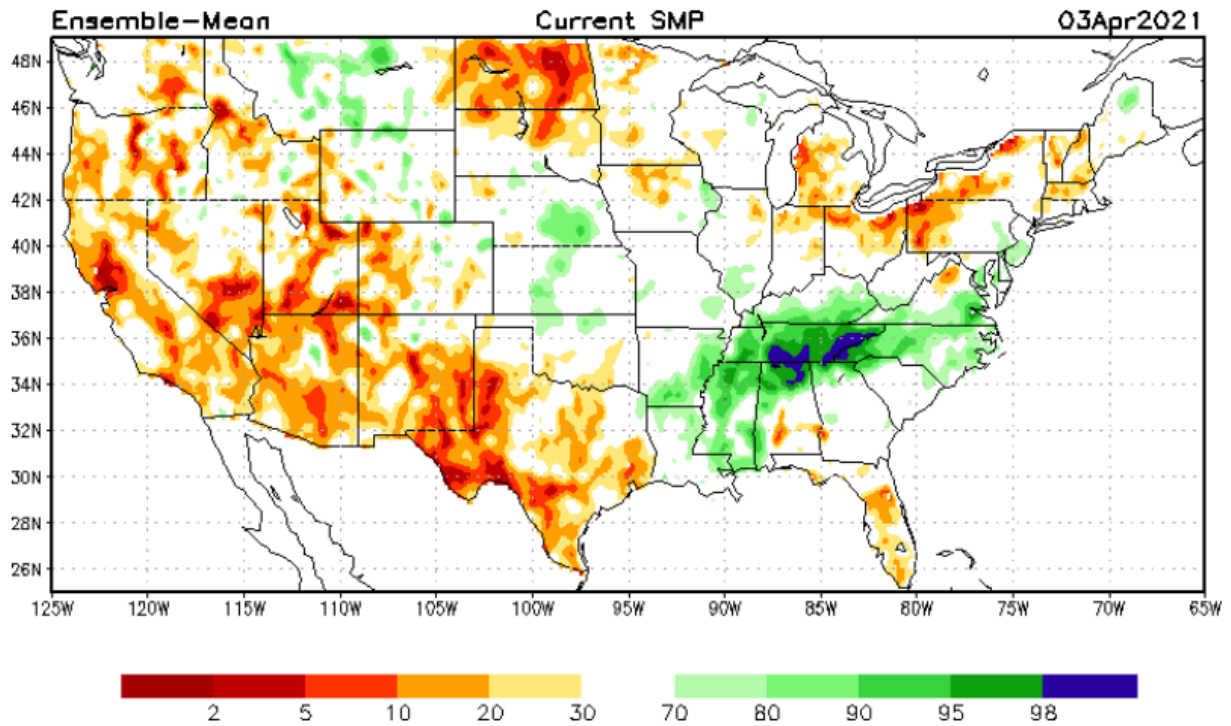 Ensemble-Mean Current SMP 03Apr2021
48N
46N
44N
42N
40N
38N
36N
34N
32N
30N
28N
26N
125W 120W 115W 110W 105W 100W 95W 90W 85W 80W 75W 70W 65W
2 5 10 20 30 70 80 90 95 98